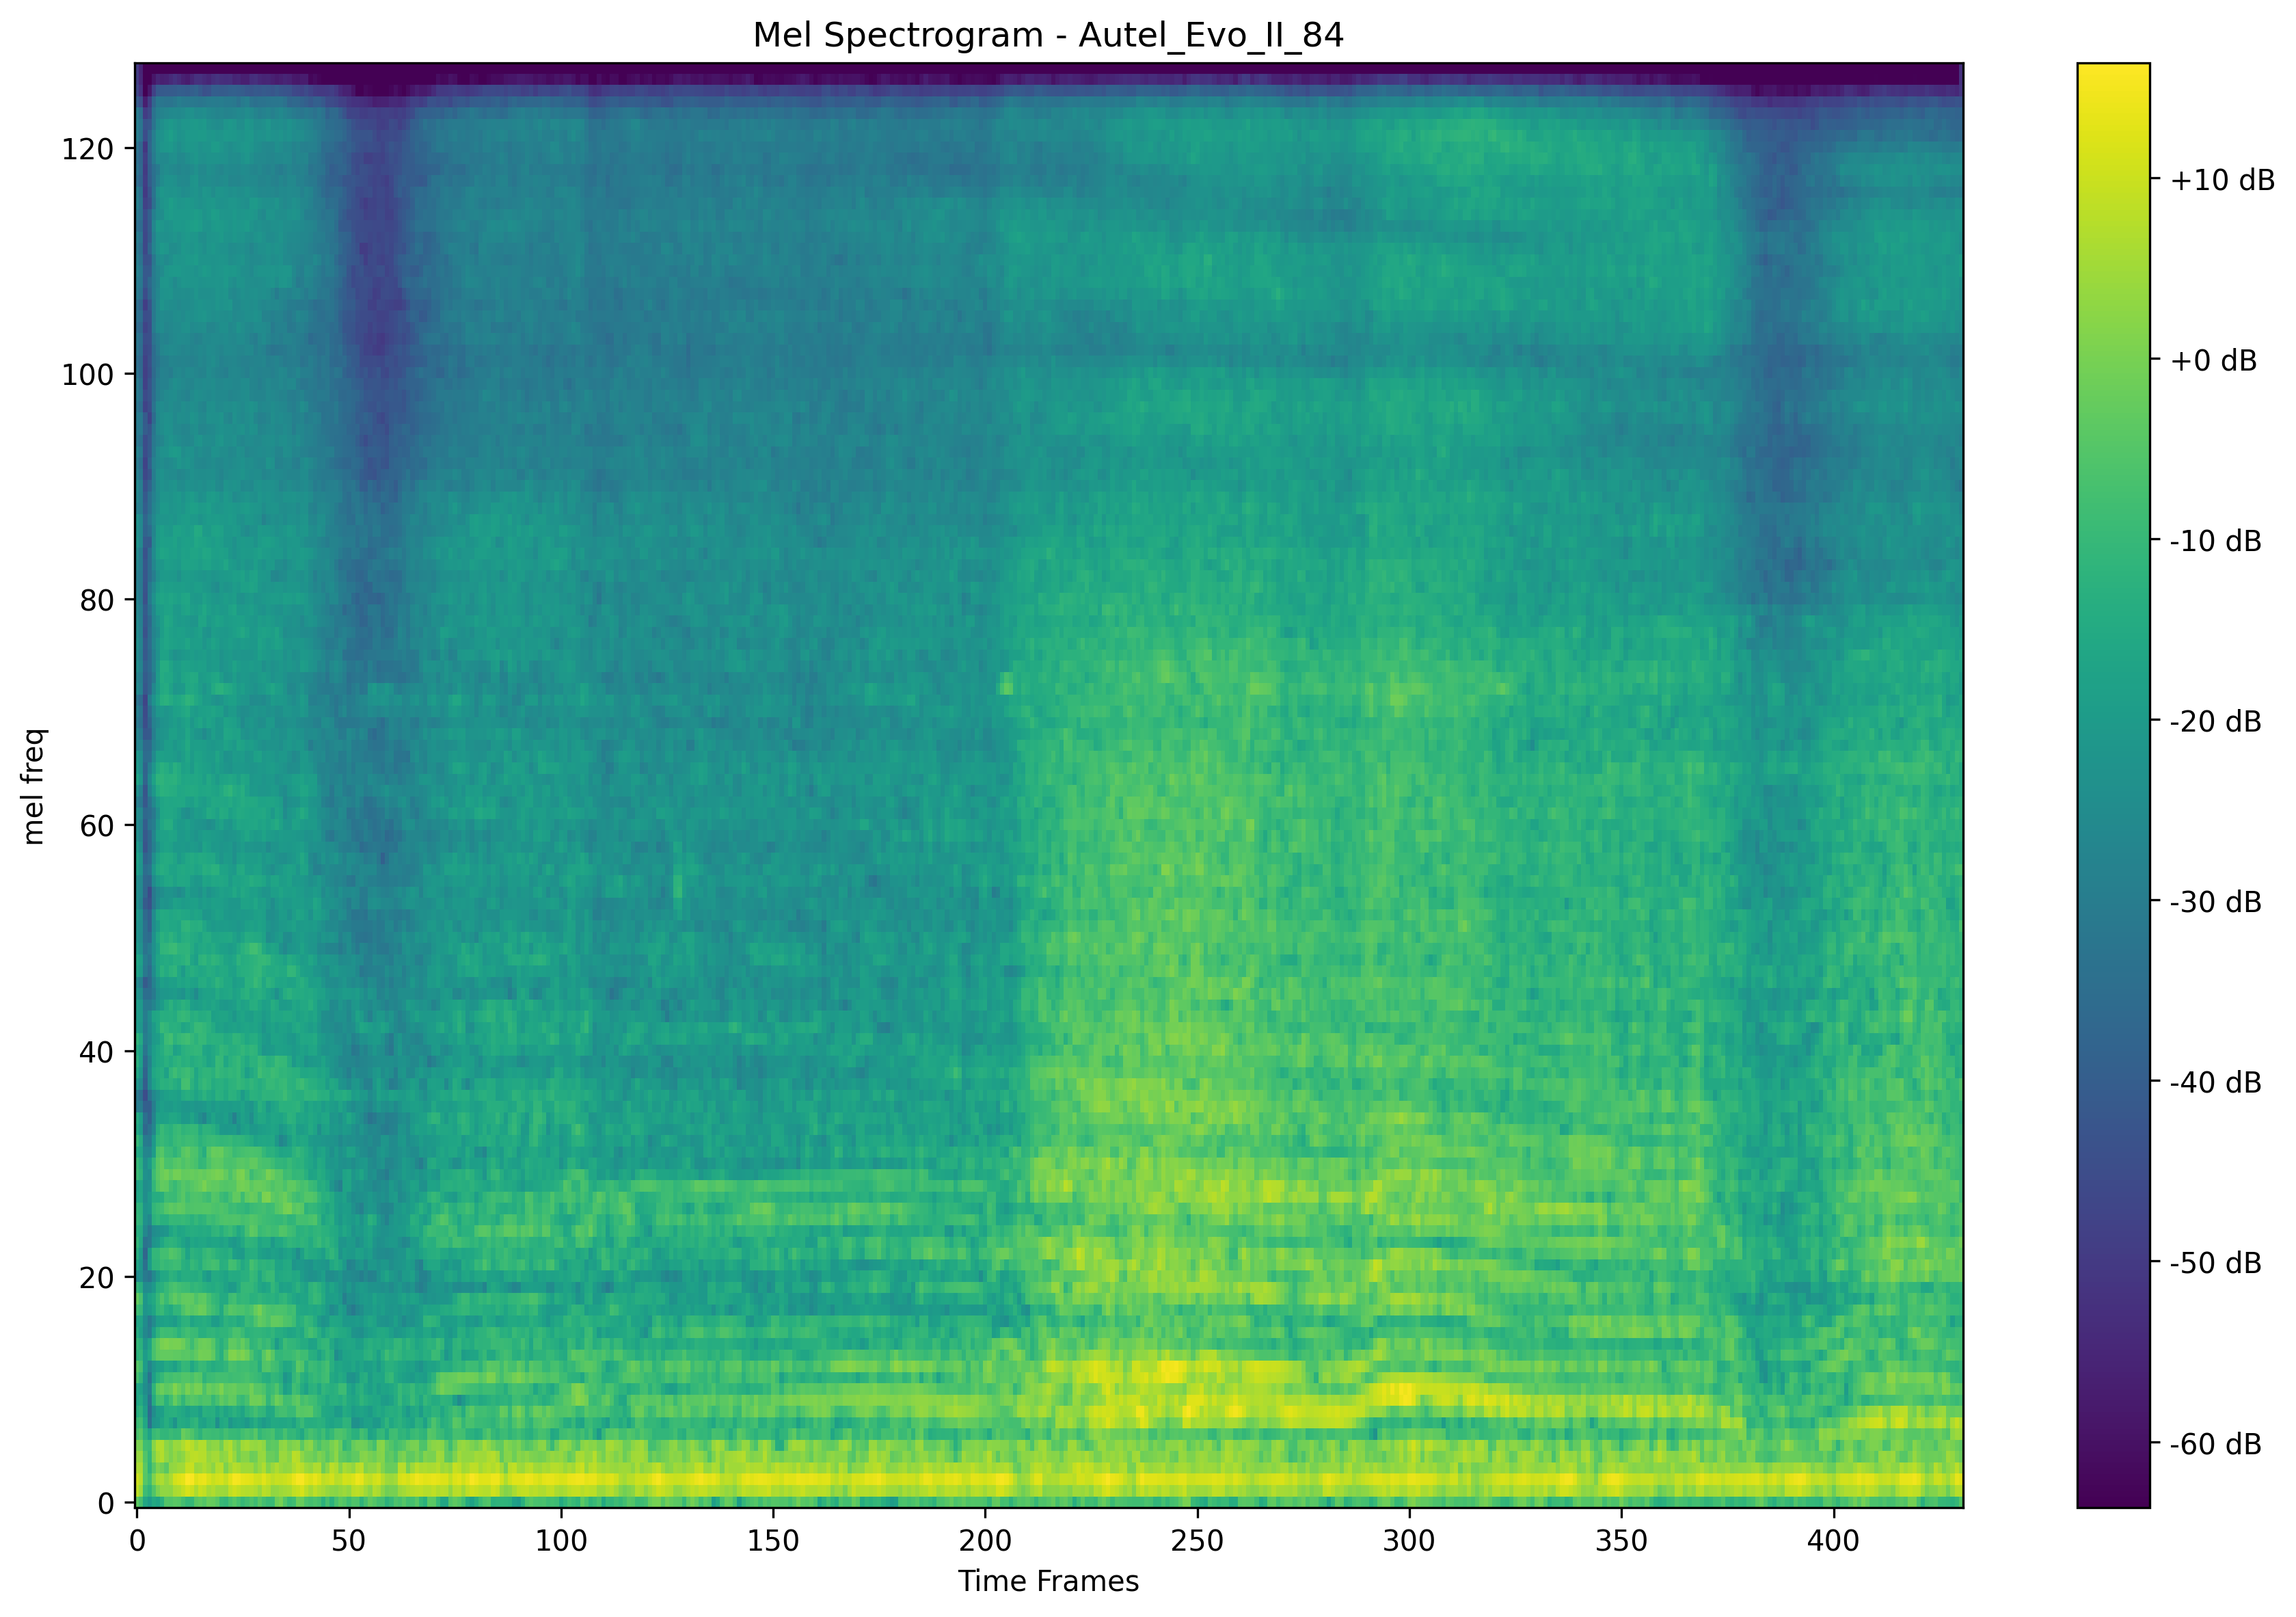 Mel Spectrogram - Autel_Evo_II_84
mel freq
120
100
80
60
40
20
0
0 50 100 150 200 250 300 350 400
Time Frames
+10 dB
+0 dB
-10 dB
-20 dB
-30 dB
-40 dB
-50 dB
-60 dB